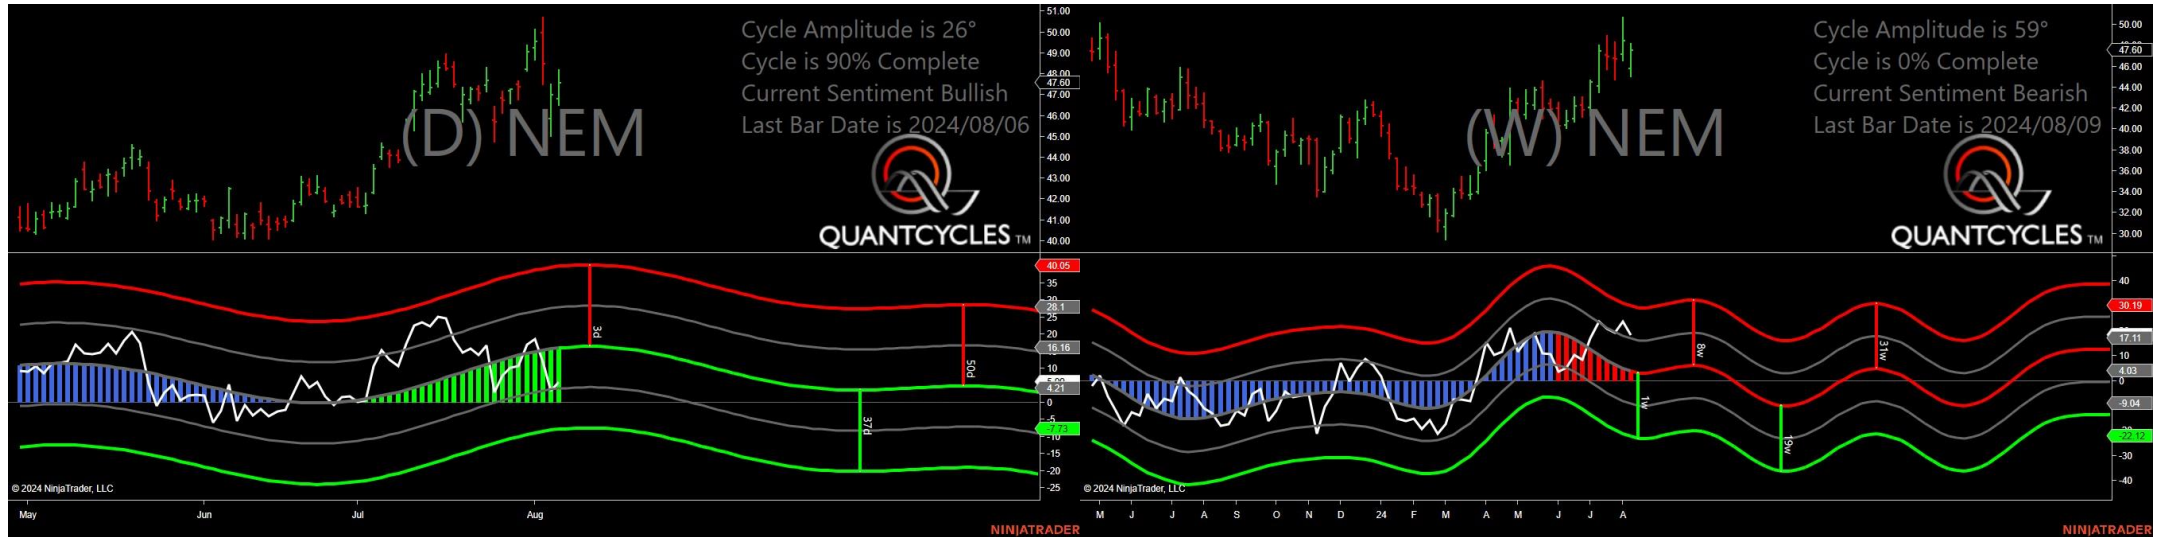 Cycle Amplitude is 26°
Cycle is 90% Complete
Current Sentiment Bullish
Last Bar Date is 2024/08/06
(D) NEM
QUANTCYCLES TM
51.00
50.00
49.00
48.00
47.60
47.00
46.00
45.00
44.00
43.00
42.00
41.00
40.00
3d
37d
50d
40.05
35
28.1
25
20
16.16
10
4.21
0
-5
-7.73
-10
-15
-20
-25
© 2024 NinjaTrader, LLC
May Jun Jul Aug
NINJATRADER
Cycle Amplitude is 59°
Cycle is 0% Complete
Current Sentiment Bearish
Last Bar Date is 2024/08/09
(W) NEM
QUANTCYCLES TM
50.00
47.60
46.00
44.00
42.00
40.00
38.00
36.00
34.00
32.00
30.00
1w
8w
19w
31w
40
30.19
17.11
10
4.03
0
-9.04
-22.12
-30
-40
© 2024 NinjaTrader, LLC
M J J A S O N D 24 F M A M J J A
NINJATRADER